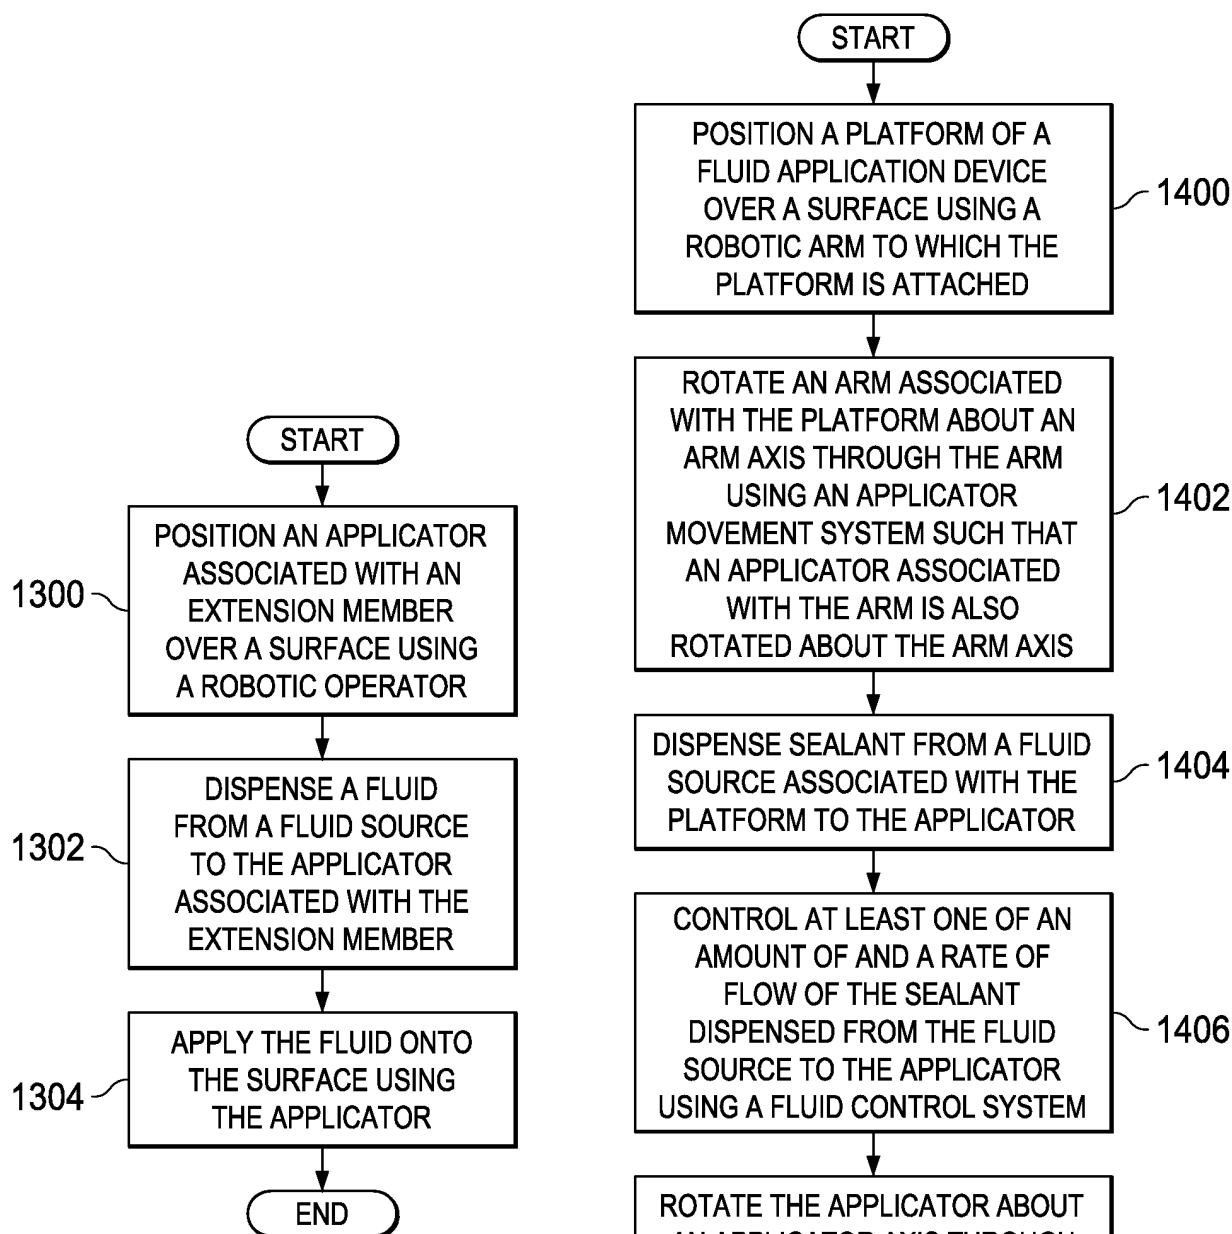 START
POSITION AN APPLICATOR
ASSOCIATED WITH AN
EXTENSION MEMBER
OVER A SURFACE USING
A ROBOTIC OPERATOR
1300
DISPENSE A FLUID
FROM A FLUID SOURCE
TO THE APPLICATOR
ASSOCIATED WITH THE
EXTENSION MEMBER
1302
APPLY THE FLUID ONTO
THE SURFACE USING
THE APPLICATOR
1304
END
START
POSITION A PLATFORM OF A
FLUID APPLICATION DEVICE
OVER A SURFACE USING A
ROBOTIC ARM TO WHICH THE
PLATFORM IS ATTACHED
1400
ROTATE AN ARM ASSOCIATED
WITH THE PLATFORM ABOUT AN
ARM AXIS THROUGH THE ARM
USING AN APPLICATOR
MOVEMENT SYSTEM SUCH THAT
AN APPLICATOR ASSOCIATED
WITH THE ARM IS ALSO
ROTATED ABOUT THE ARM AXIS
1402
DISPENSE SEALANT FROM A FLUID
SOURCE ASSOCIATED WITH THE
PLATFORM TO THE APPLICATOR
1404
CONTROL AT LEAST ONE OF AN
AMOUNT OF AND A RATE OF
FLOW OF THE SEALANT
DISPENSED FROM THE FLUID
SOURCE TO THE APPLICATOR
USING A FLUID CONTROL SYSTEM
1406
ROTATE THE APPLICATOR ABOUT
AN APPLICATOR AXIS THROUGH